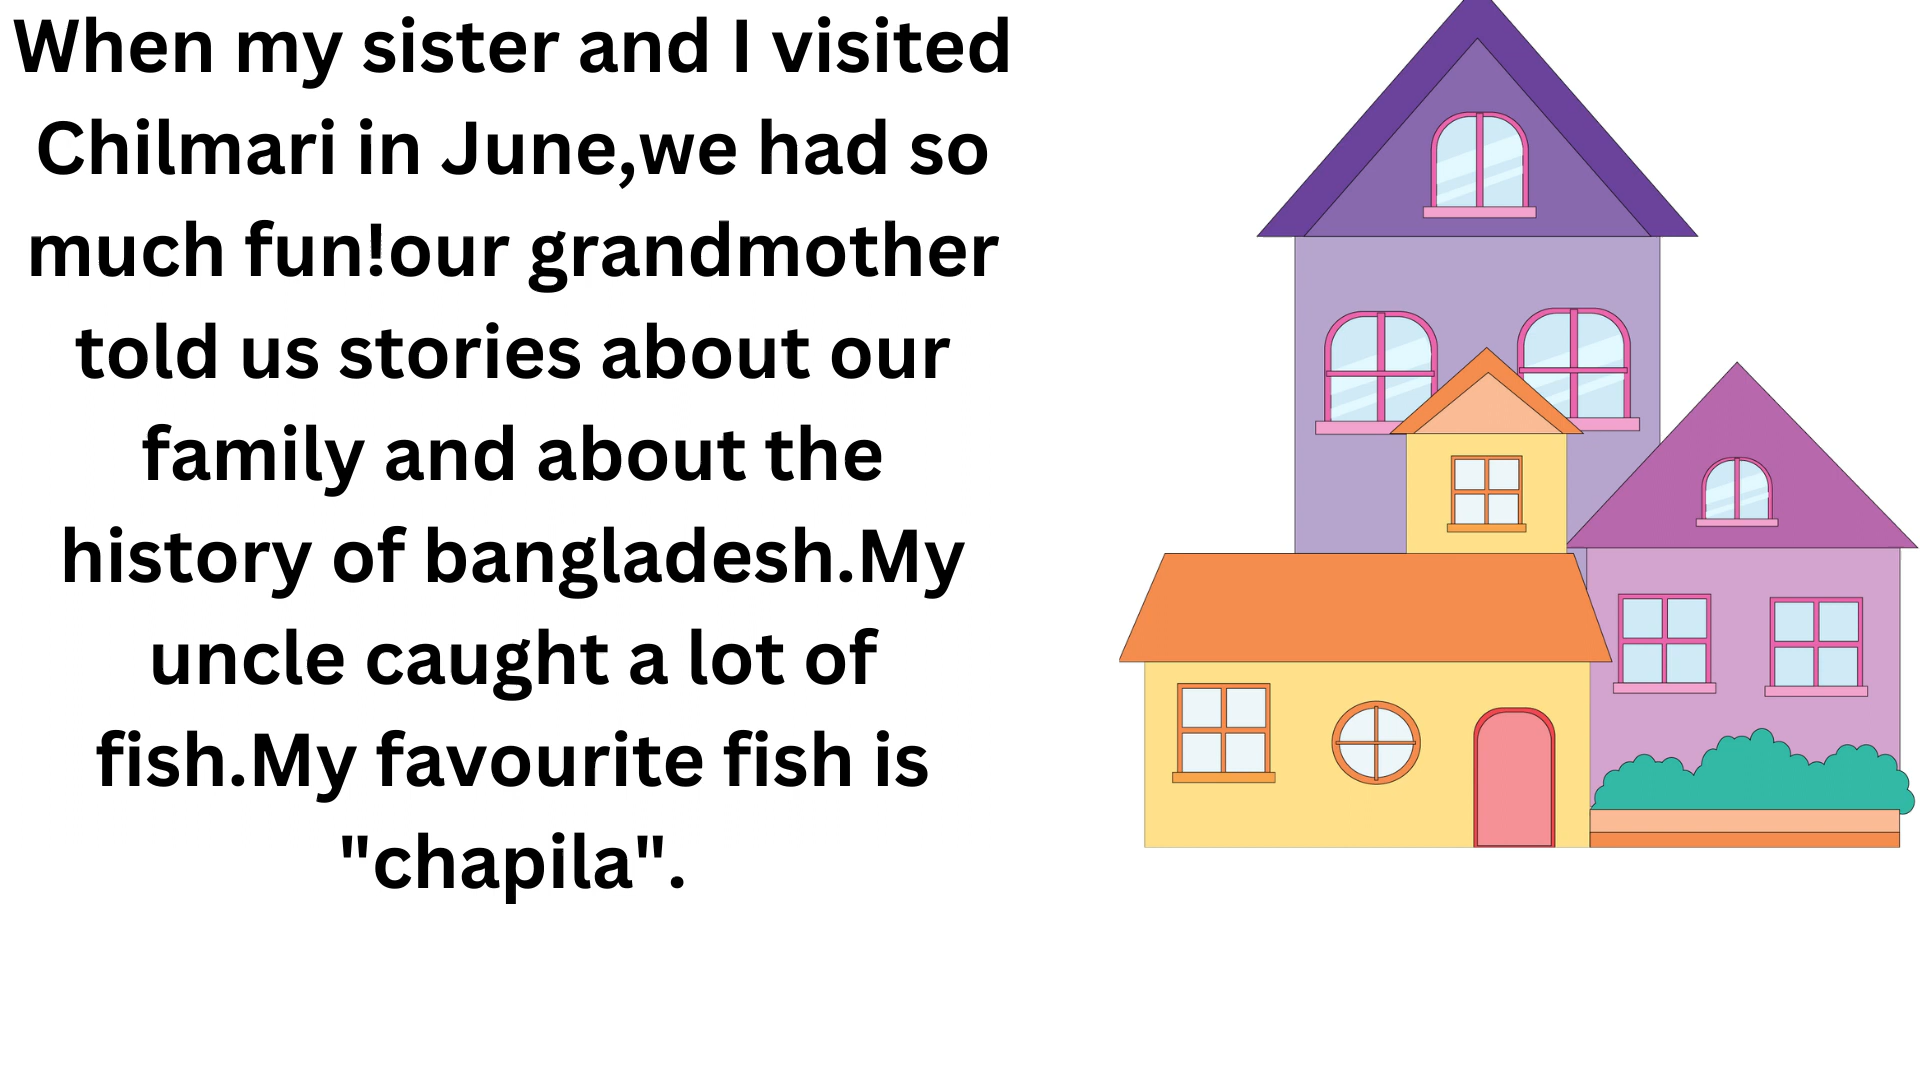 When my sister and I visited
Chilmari in June,we had so
much fun!our grandmother
told us stories about our
family and about the
history of bangladesh.My
uncle caught a lot of
fish.My favourite fish is
"chapila".